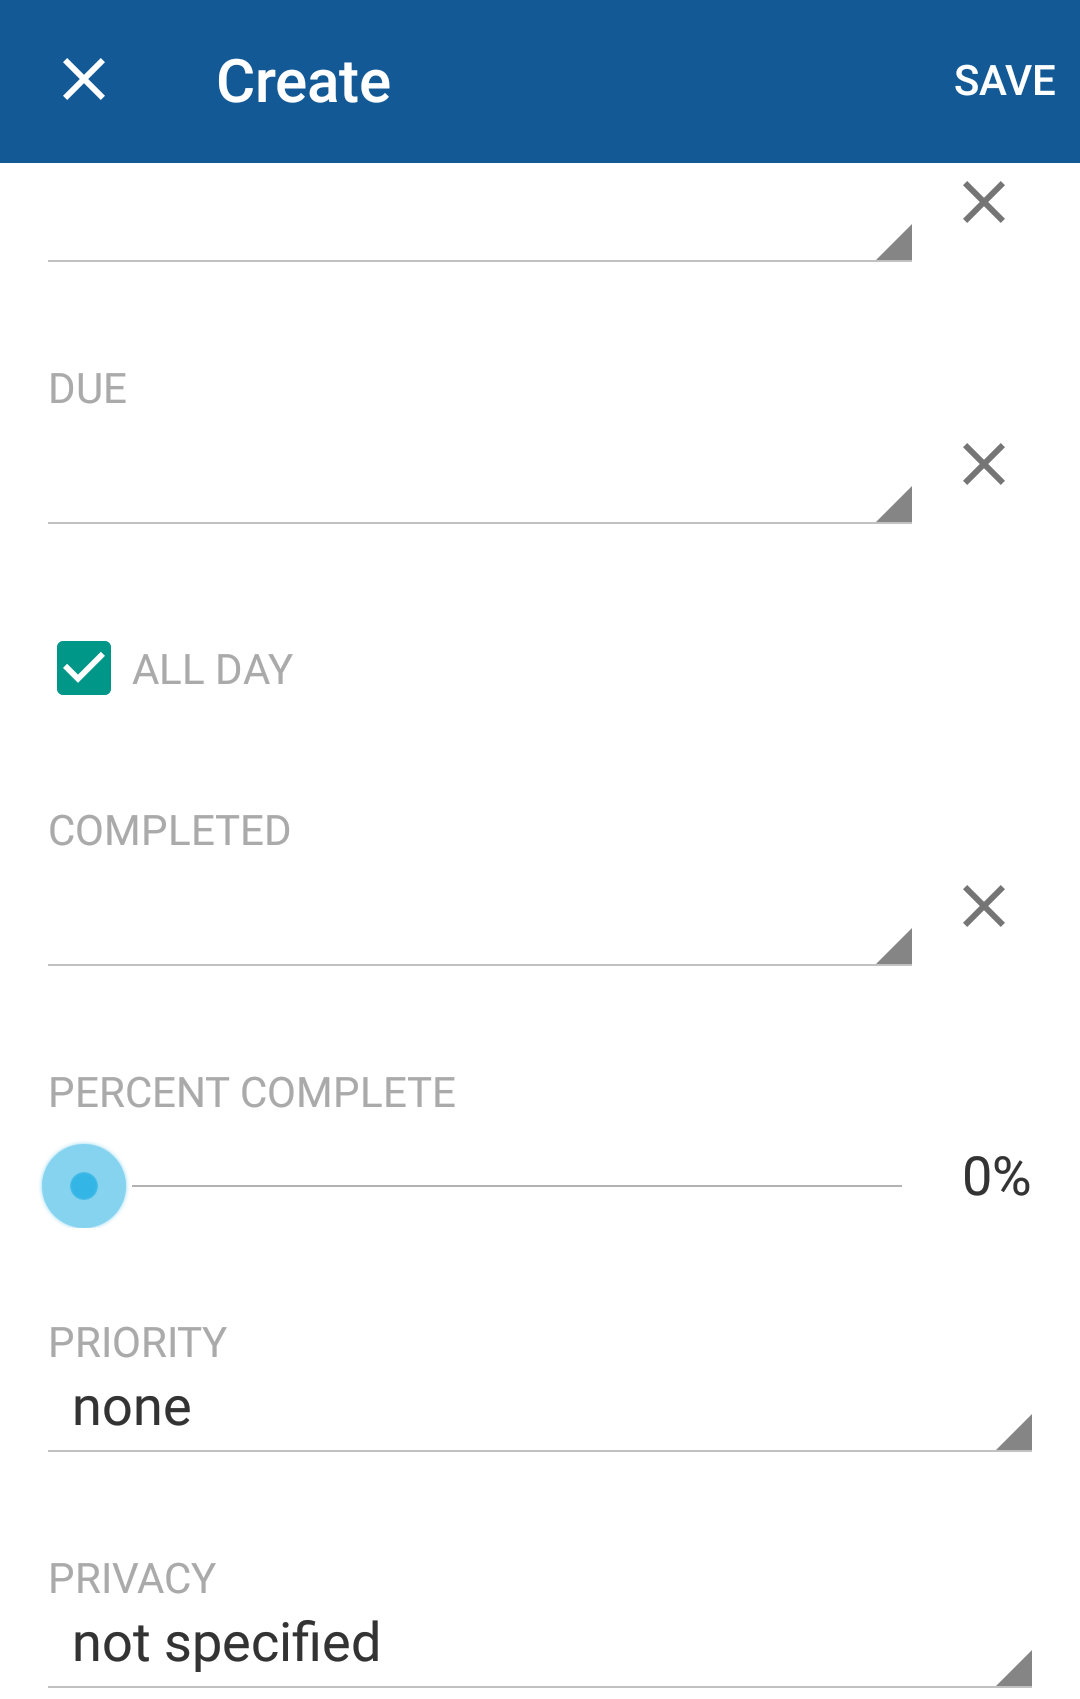 Create
SAVE
DUE
ALL DAY
COMPLETED
PERCENT COMPLETE
0%
PRIORITY
none
PRIVACY
not specified